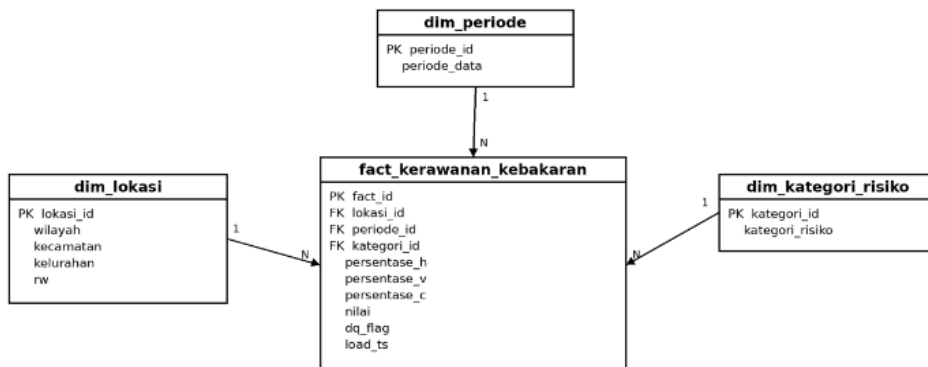 dim_periode
PK periode_id
periode_data
1
N
dim_lokasi
PK lokasi_id
wilayah
kecamatan
kelurahan
rw
1
N
fact_kerawanan_kebakaran
PK fact_id
FK lokasi_id
FK periode_id
FK kategori_id
persentase_h
persentase_v
persentase_c
nilai
dq_flag
load_ts
dim_kategori_risiko
PK kategori_id
kategori_risiko
1
N